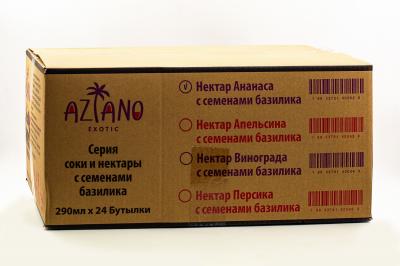 AZIANO
EXOTIC
Серия
соки и нектары
с семенами
базилика
290мл х 24 Бутылки
Нектар Ананаса
с семенами базилика
Нектар Апельсина
с семенами базилика
Нектар Винограда
с семенами базилика
Нектар Персика
с семенами базилика